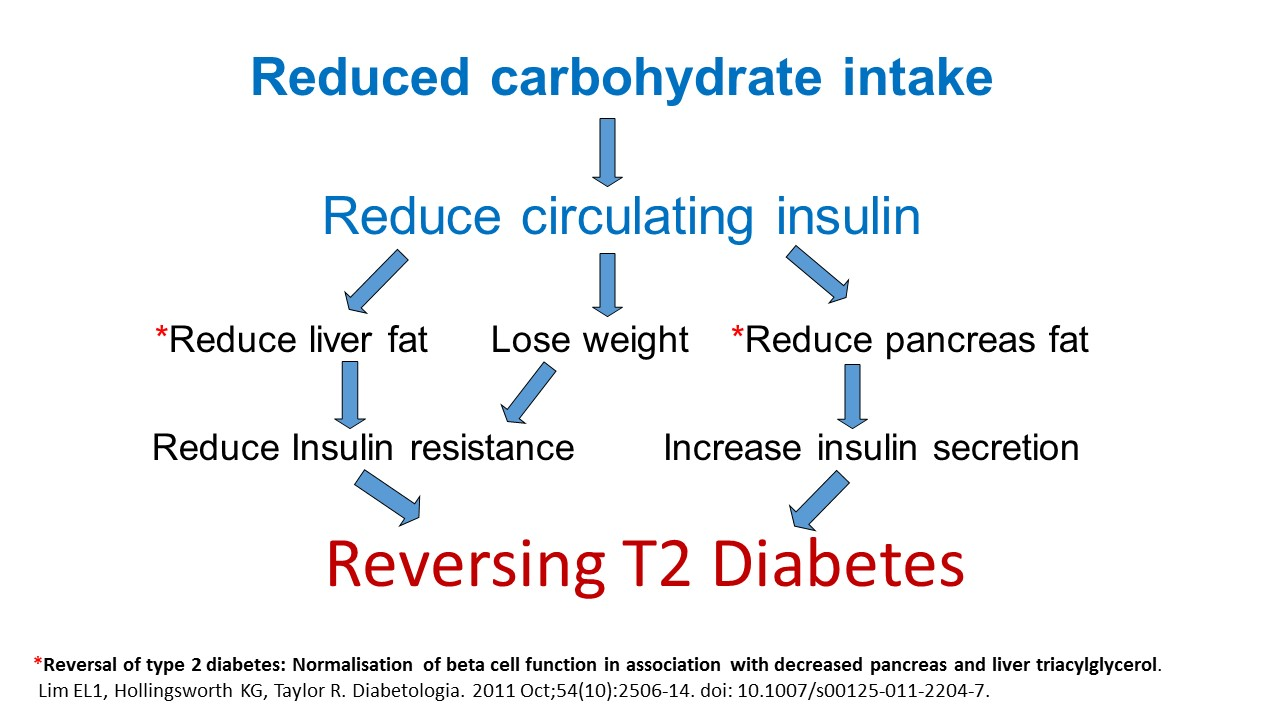 Reduced carbohydrate intake
Reduce circulating insulin
*Reduce liver fat
Lose weight
*Reduce pancreas fat
Reduce Insulin resistance
Increase insulin secretion
Reversing T2 Diabetes
*Reversal of type 2 diabetes: Normalisation of beta cell function in association with decreased pancreas and liver triacylglycerol.
Lim EL1, Hollingsworth KG, Taylor R. Diabetologia. 2011 Oct;54(10):2506-14. doi: 10.1007/s00125-011-2204-7.